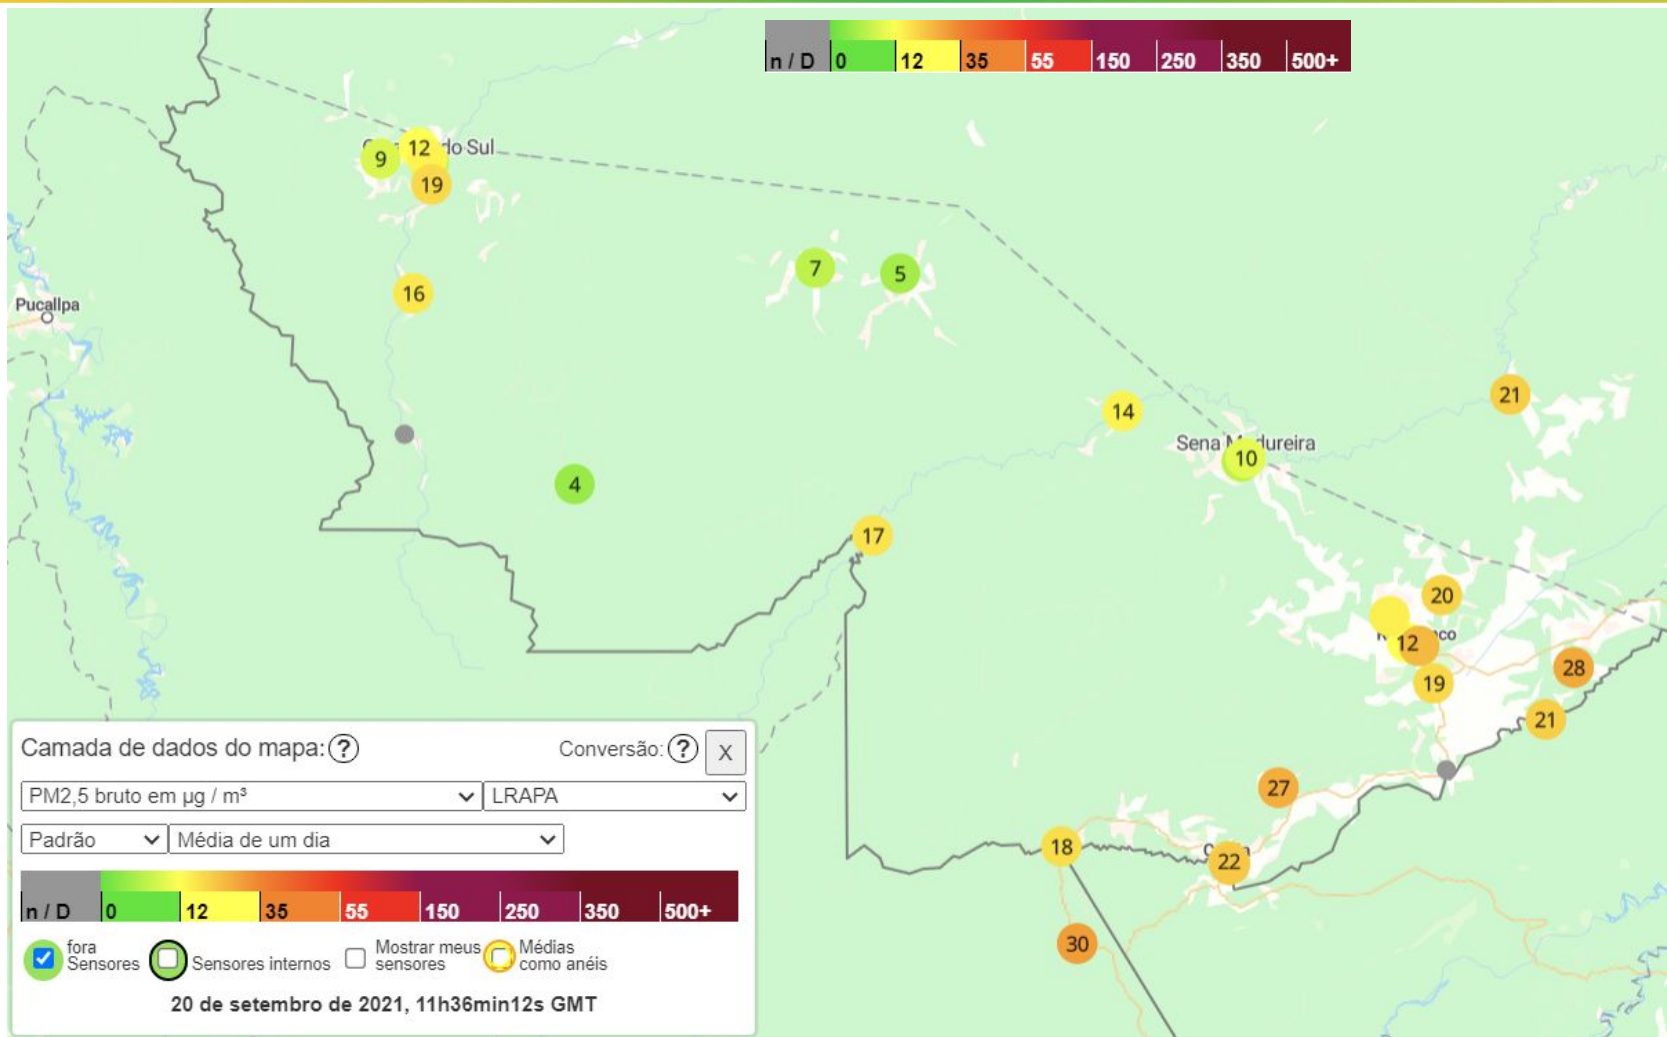 n / D 0 12 35 55 150 250 350 500+
12 do Sul
9
19
7
5
16
Pucallpa
21
14
Sena M dureira
10
4
17
20
12 co
28
19
21
27
18
22
30
Camada de dados do mapa: ? Conversão: ? X
PM2,5 bruto em µg / m³ LRAPA
Padrão Média de um dia
n / D 0 12 35 55 150 250 350 500+
fora
Sensores
Sensores internos
Mostrar meus
sensores
Médias
como anéis
20 de setembro de 2021, 11h36min12s GMT